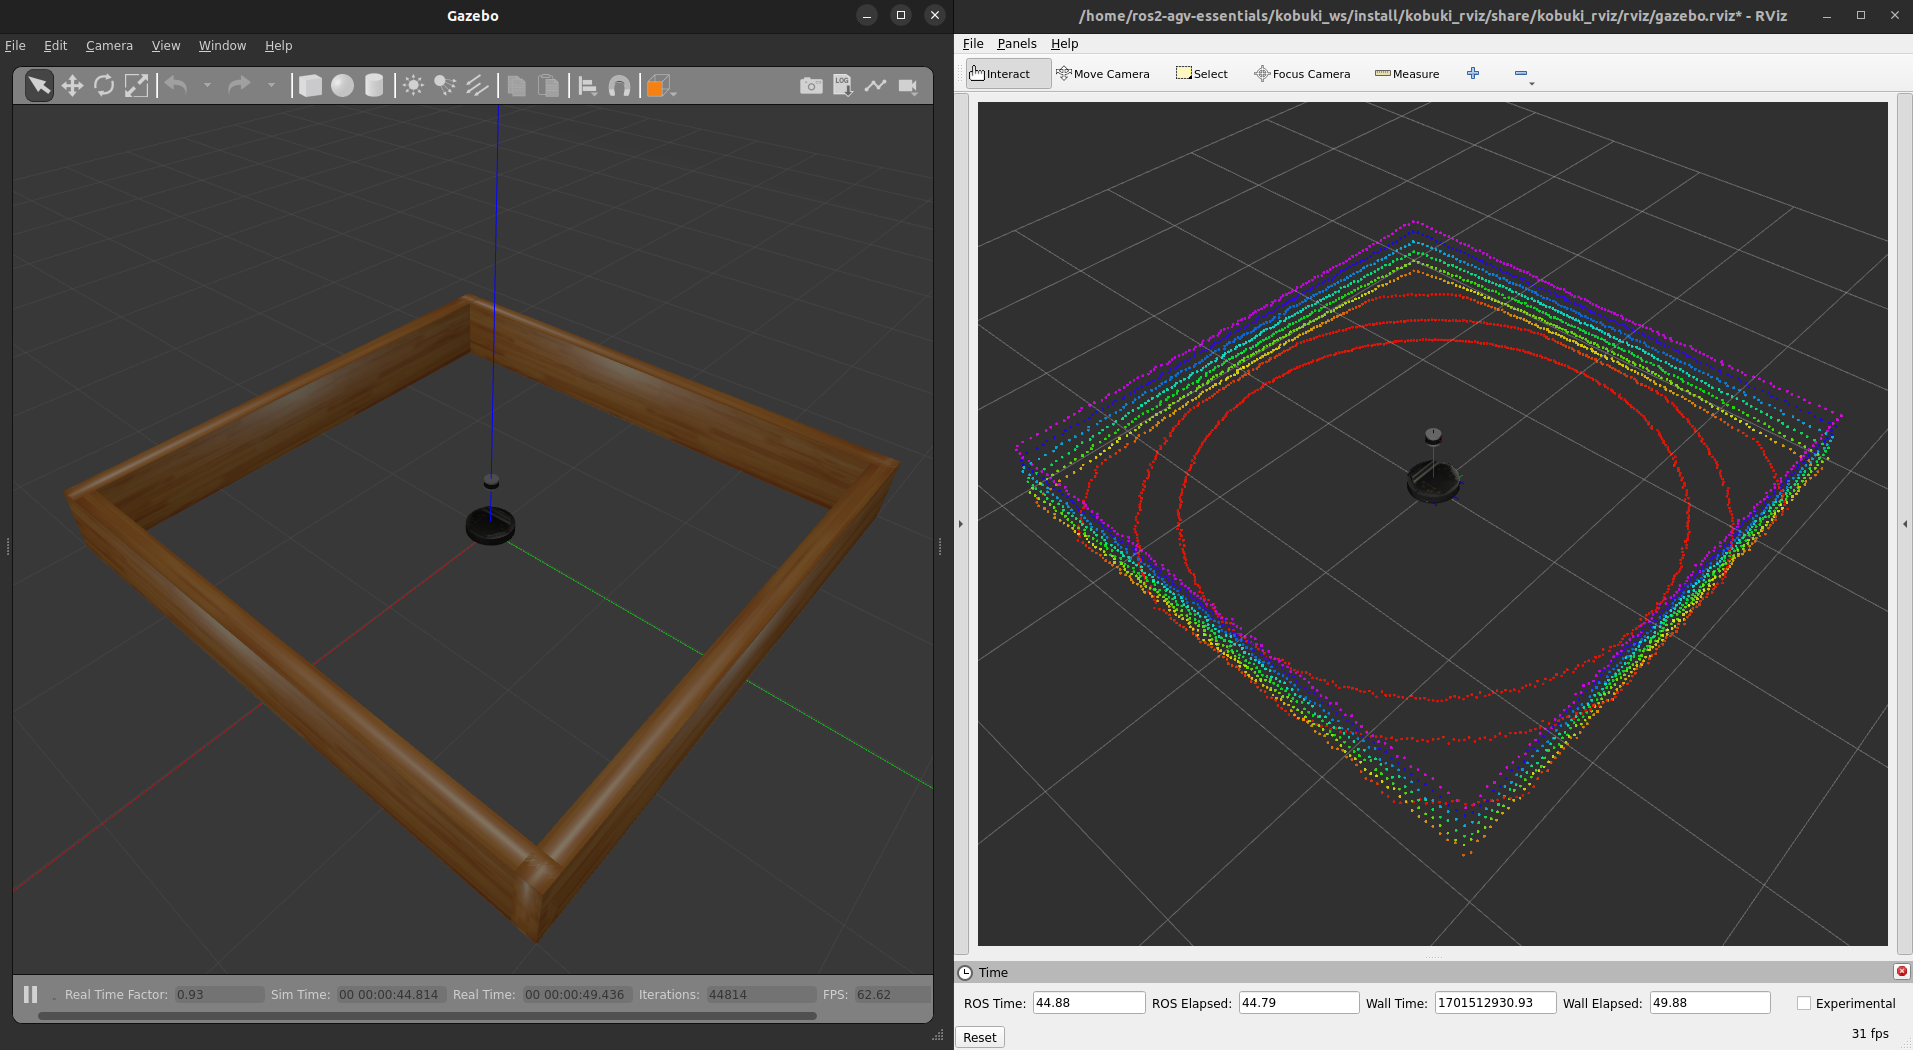 Gazebo
File Edit Camera View Window Help
LOG
Real Time Factor: 0.93 Sim Time: 00 00:00:44.814 Real Time: 00 00:00:49.436 Iterations: 44814 FPS: 62.62
/home/ros2-agv-essentials/kobuki_ws/install/kobuki_rviz/share/kobuki_rviz/rviz/gazebo.rviz* - RViz
File Panels Help
Interact Move Camera Select Focus Camera Measure
Time
ROS Time: 44.88 ROS Elapsed: 44.79 Wall Time: 1701512930.93 Wall Elapsed: 49.88 Experimental
Reset 31 fps